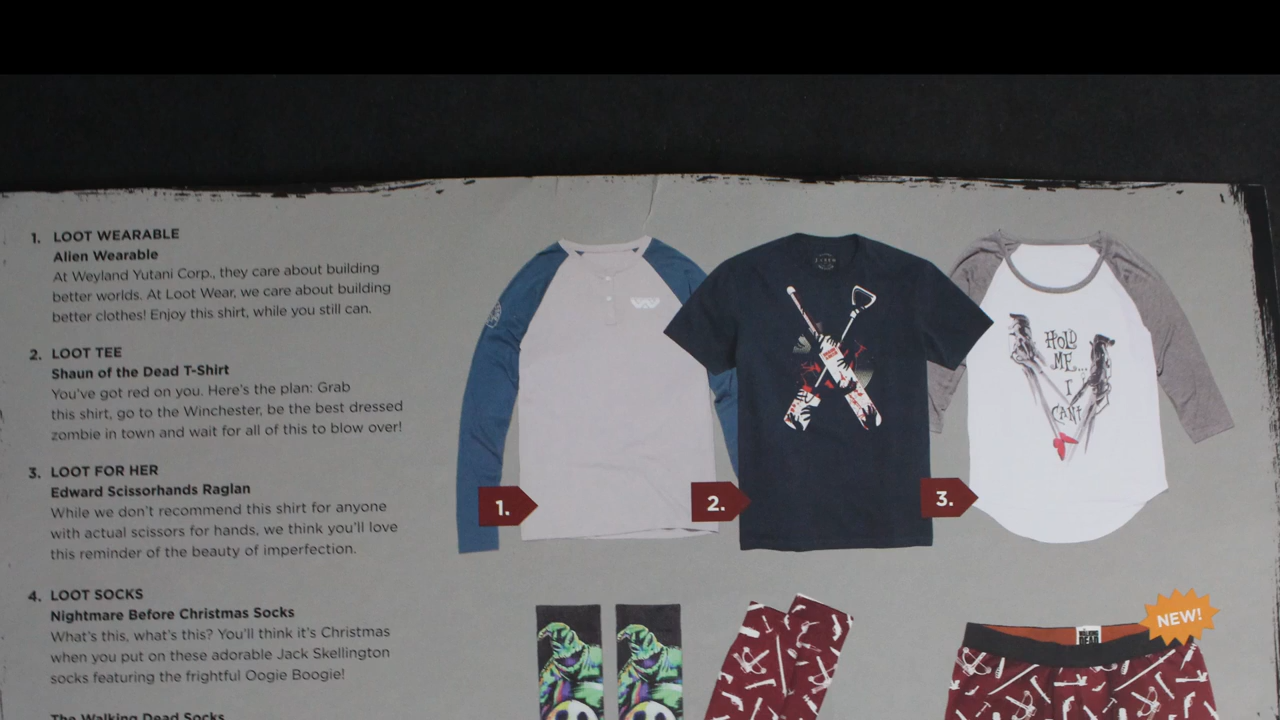 1. LOOT WEARABLE
Alien Wearable
At Weyland Yutani Corp., they care about building
better worlds. At Loot Wear, we care about building
better clothes! Enjoy this shirt, while you still can.
2. LOOT TEE
Shaun of the Dead T-Shirt
You've got red on you. Here's the plan: Grab
this shirt, go to the Winchester, be the best dressed
zombie in town and wait for all of this to blow over!
3. LOOT FOR HER
Edward Scissorhands Raglan
While we don't recommend this shirt for anyone
with actual scissors for hands, we think you'll love
this reminder of the beauty of imperfection.
4. LOOT SOCKS
Nightmare Before Christmas Socks
What's this, what's this? You'll think it's Christmas
when you put on these adorable Jack Skellington
socks featuring the frightful Oogie Boogie!
The Walking Dead Socks
1.
2.
3.
HOLD
ME...
I
CAN'T
NEW!
WALKING
DEAD